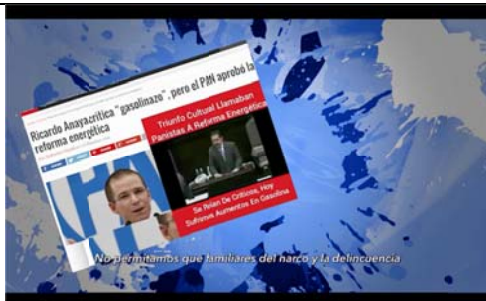 Ricardo Anaya critica "gasolinazo", pero el PAN aprobó la
reforma energética
Triunfo Cultural Llamaban
Panistas A Reforma Energética
Se Reían De Críticos, Hoy
Sufrimos Aumentos En Gasolina
No permitamos que familiares del narco y la delincuencia